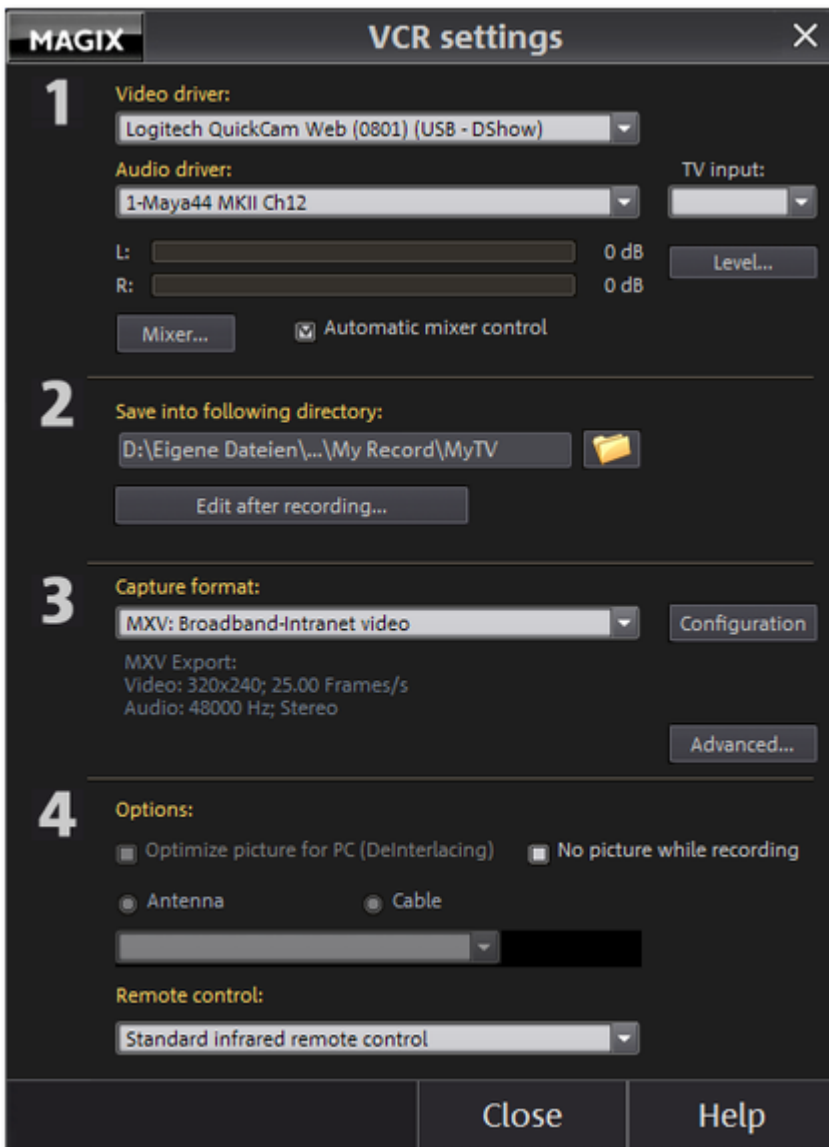 MAGIX
VCR settings
1
Video driver:
Logitech QuickCam Web (0801) (USB - DShow)
Audio driver:
TV input:
1-Maya44 MKII Ch12
L:
0 dB
Level...
R:
0 dB
Mixer...
Automatic mixer control
2
Save into following directory:
D:\Eigene Dateien\...\My Record\MyTV
Edit after recording...
3
Capture format:
MXV: Broadband-Intranet video
Configuration
MXV Export:
Video: 320x240; 25.00 Frames/s
Audio: 48000 Hz; Stereo
Advanced...
4
Options:
Optimize picture for PC (DeInterlacing)
No picture while recording
Antenna
Cable
Remote control:
Standard infrared remote control
Close
Help